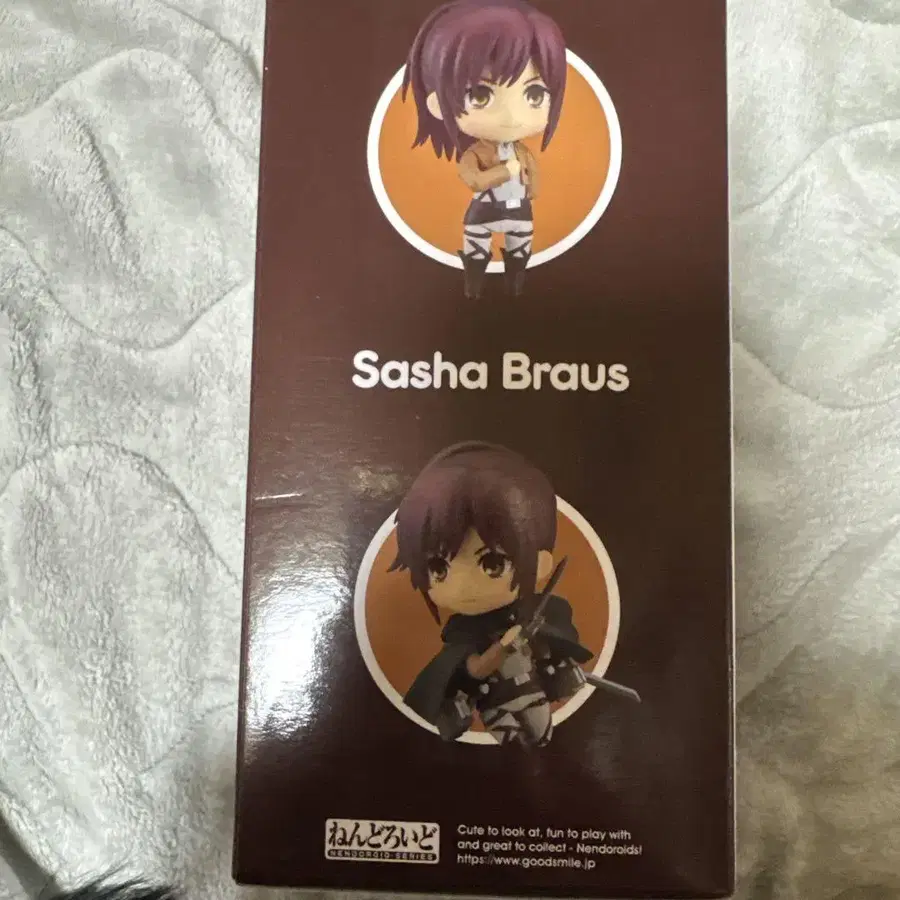 Sasha Braus
ねんどろいど
NENDOROID SERIES
Cute to look at, fun to play with
and great to collect - Nendoroids!
https://www.goodsmile.jp